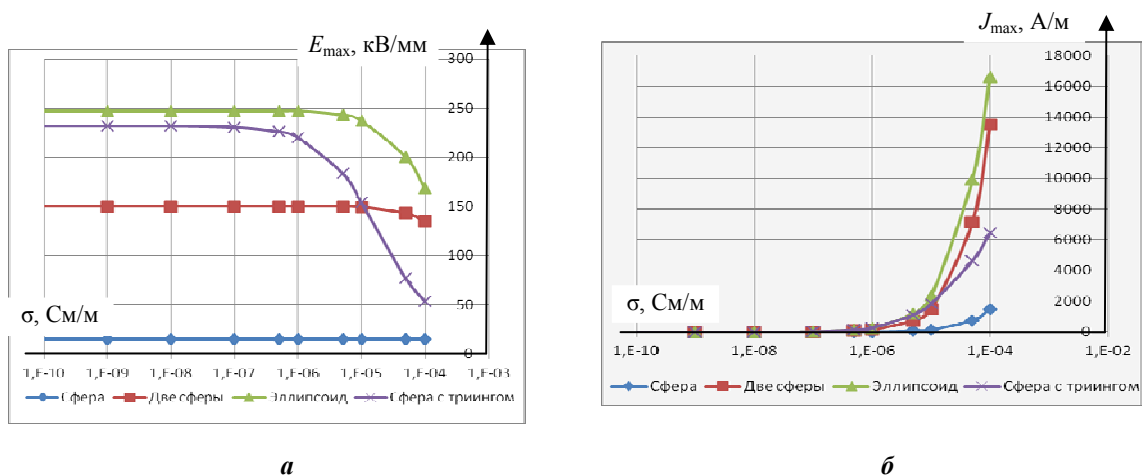 E max, кВ/мм
300
250
200
150
100
50
0
σ, См/м
1,E-10 1,E-09 1,E-08 1,E-07 1,E-06 1,E-05 1,E-04 1,E-03
Сфера Две сферы Эллипсоид Сфера с триингом
а
J max, А/м
18000
16000
14000
12000
10000
8000
6000
4000
2000
0
σ, См/м
1,E-10 1,E-08 1,E-06 1,E-04 1,E-02
Сфера Две сферы Эллипсоид Сфера с триингом
б